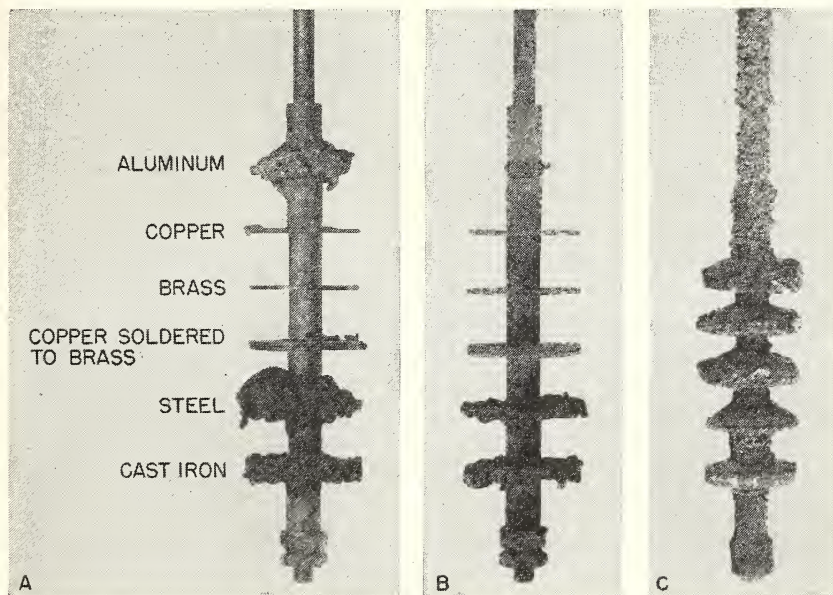 ALUMINUM
COPPER
BRASS
COPPER SOLDERED
TO BRASS
STEEL
CAST IRON
A
B
C